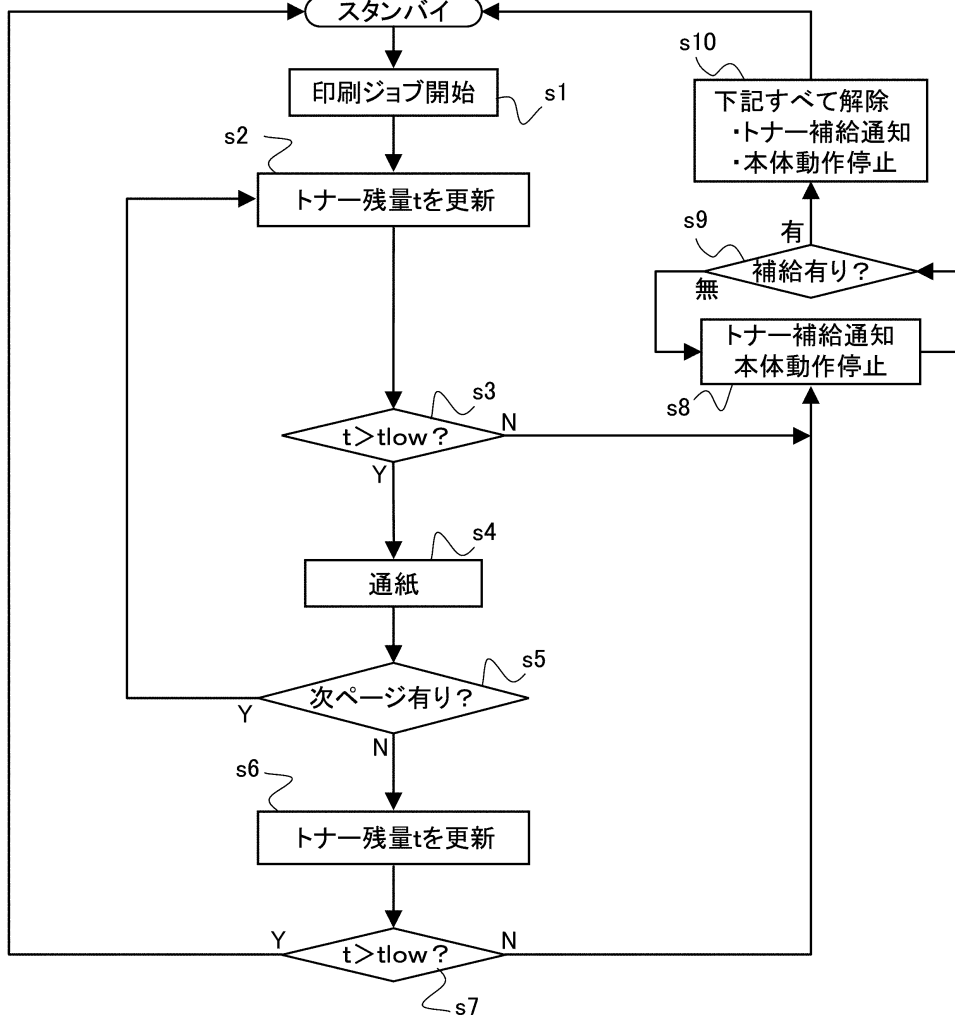 スタンバイ
印刷ジョブ開始
s1
s2
トナー残量tを更新
s3
t＞tlow？
N
Y
s4
通紙
s5
次ページ有り？
Y
N
s6
トナー残量tを更新
Y
t＞tlow？
N
s7
s10
下記すべて解除
・トナー補給通知
・本体動作停止
s9
有
補給有り？
無
トナー補給通知
本体動作停止
s8